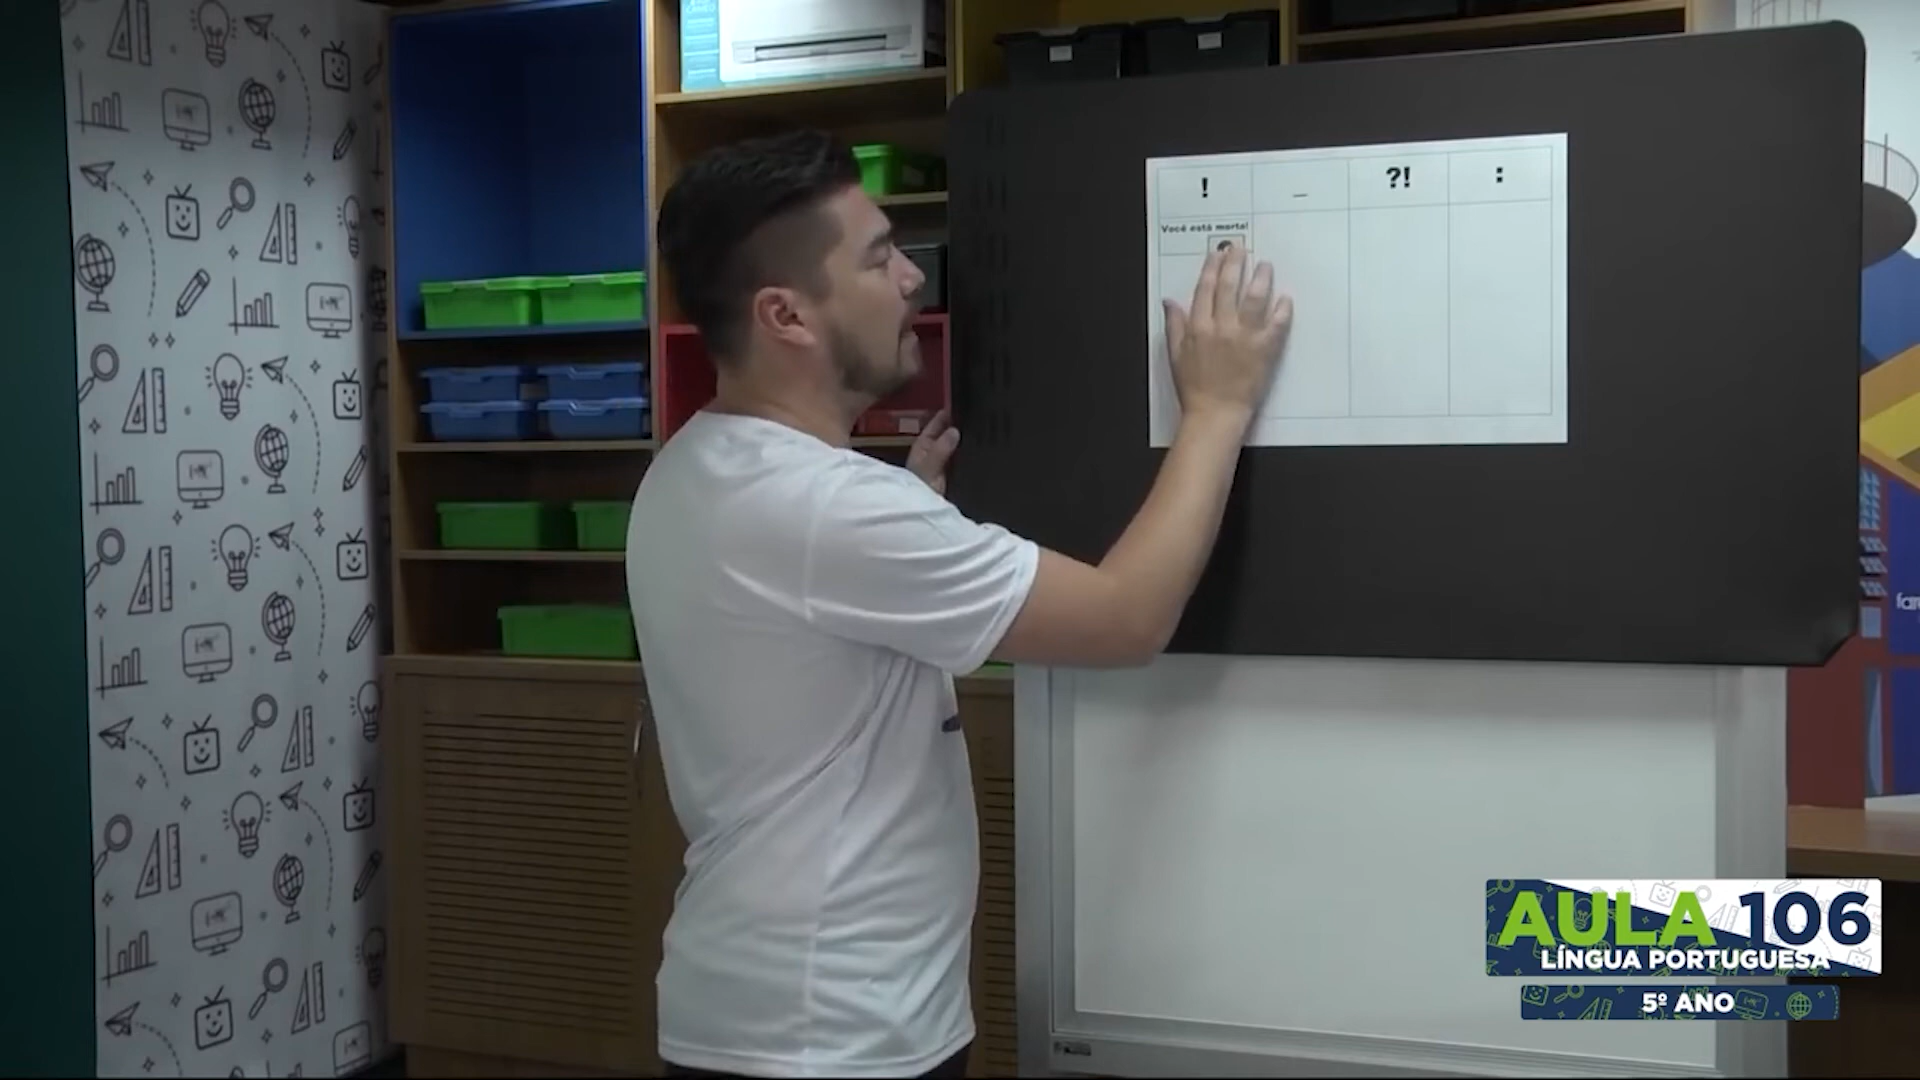 ! _ ?! :
Você está morta!
AULA 106
LÍNGUA PORTUGUESA
5º ANO